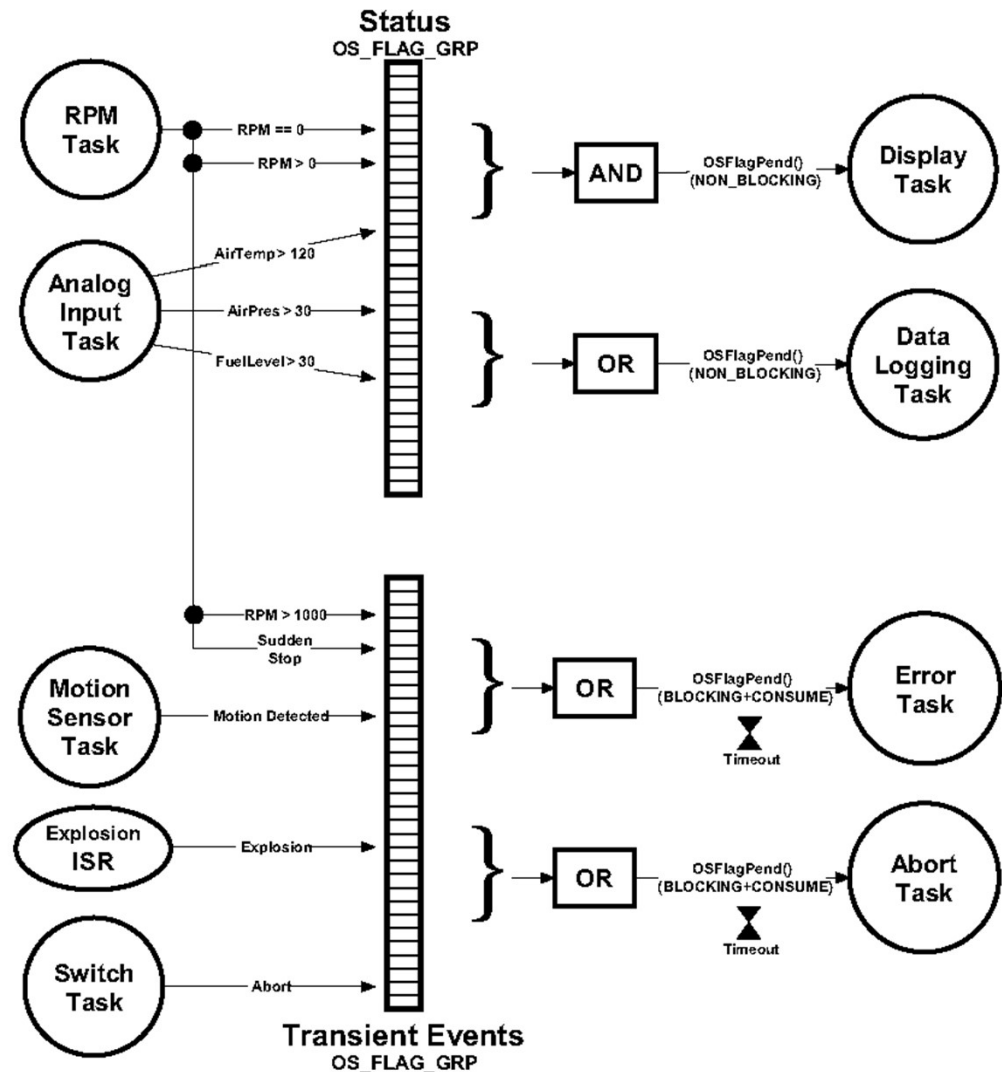 Status
OS_FLAG_GRP
RPM
Task
RPM == 0
RPM > 0
AND
OSFlagPend()
(NON_BLOCKING)
Display
Task
Analog
Input
Task
AirTemp > 120
AirPres > 30
FuelLevel > 30
OR
OSFlagPend()
(NON_BLOCKING)
Data
Logging
Task
RPM > 1000
Sudden
Stop
Motion
Sensor
Task
Motion Detected
OR
OSFlagPend()
(BLOCKING+CONSUME)
Timeout
Error
Task
Explosion
ISR
Explosion
OR
OSFlagPend()
(BLOCKING+CONSUME)
Timeout
Abort
Task
Switch
Task
Abort
Transient Events
OS_FLAG_GRP